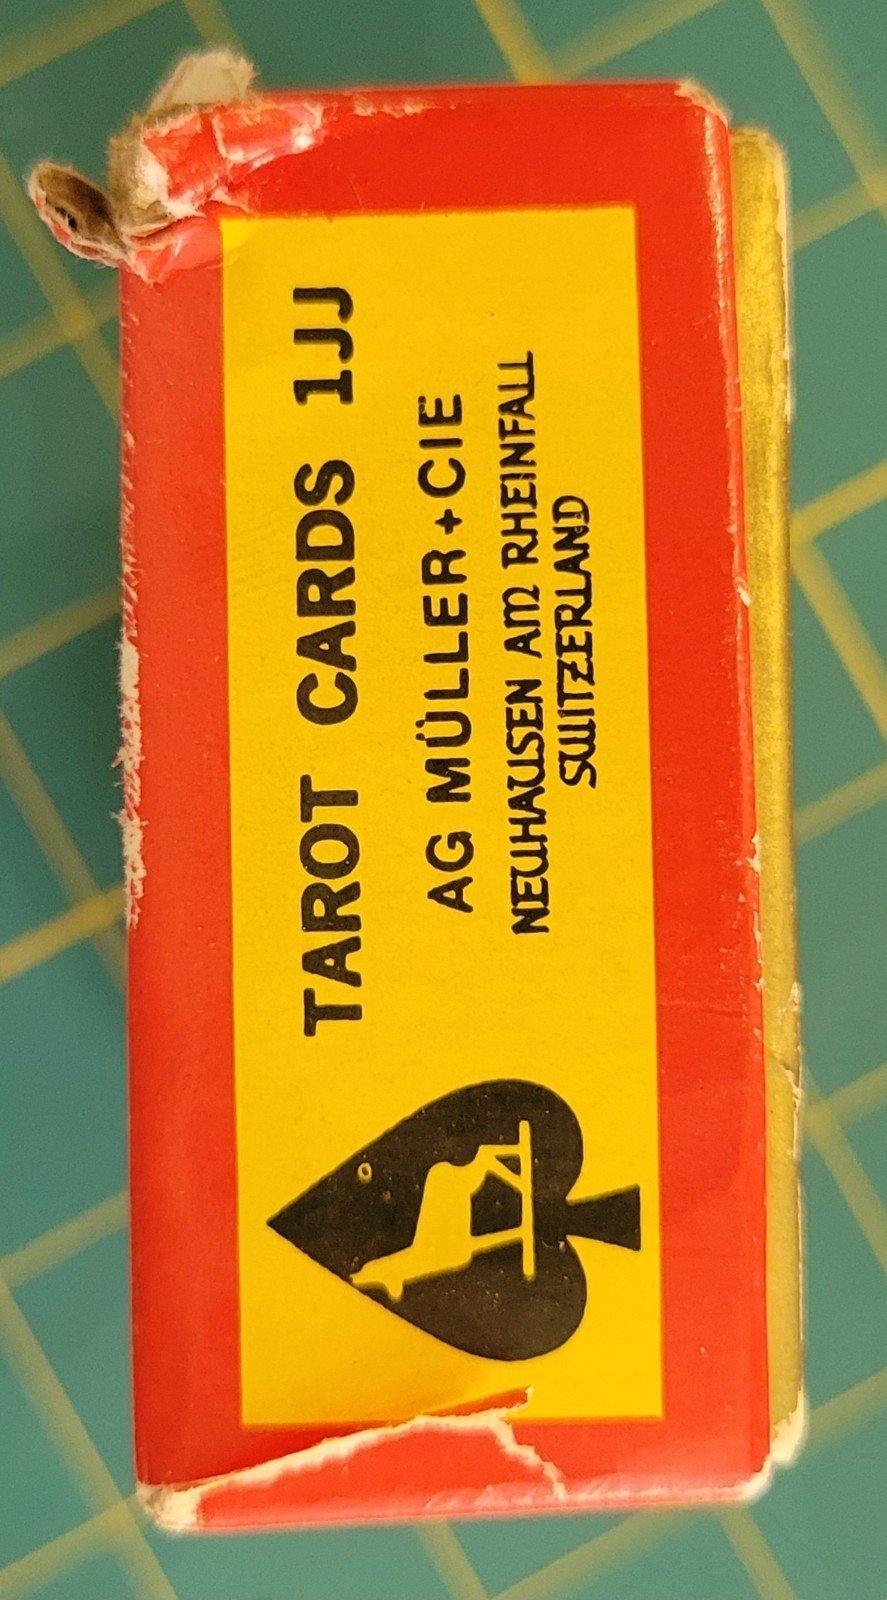 TAROT CARDS 1JJ
AG MÜLLER + CIE
NEUHAUSEN AM RHEINFALL
SWITZERLAND